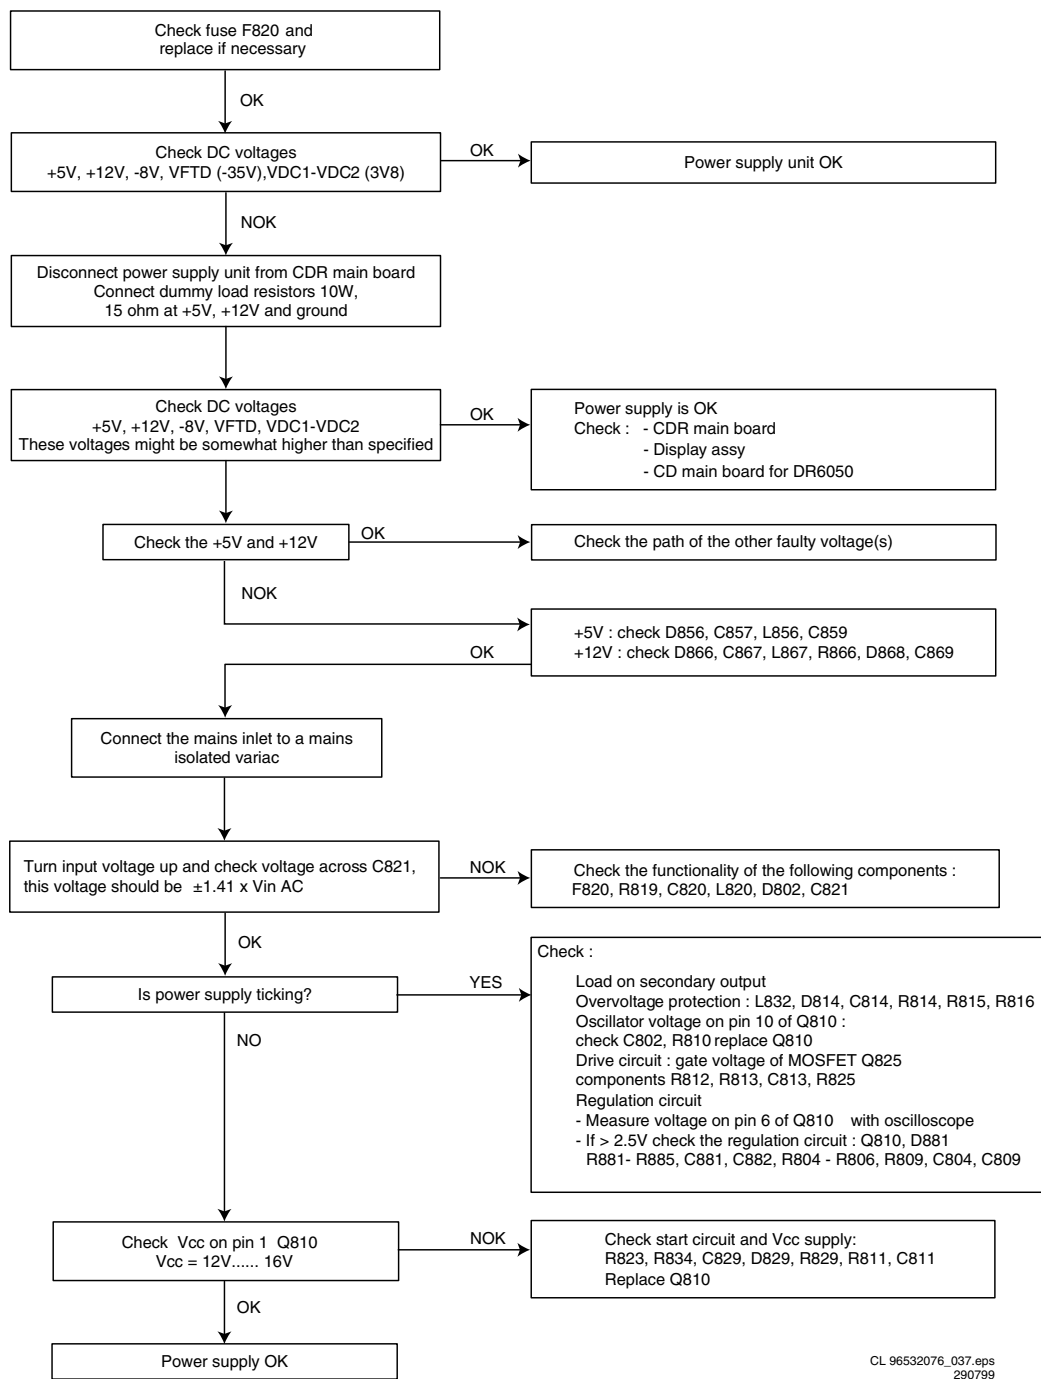 Check fuse F820 and
replace if necessary
OK
Check DC voltages
+5V, +12V, -8V, VFTD (-35V),VDC1-VDC2 (3V8)
OK
Power supply unit OK
NOK
Disconnect power supply unit from CDR main board
Connect dummy load resistors 10W,
15 ohm at +5V, +12V and ground
Check DC voltages
+5V, +12V, -8V, VFTD, VDC1-VDC2
These voltages might be somewhat higher than specified
OK
Power supply is OK
Check : - CDR main board
- Display assy
- CD main board for DR6050
Check the +5V and +12V
OK
Check the path of the other faulty voltage(s)
NOK
+5V : check D856, C857, L856, C859
+12V : check D866, C867, L867, R866, D868, C869
OK
Connect the mains inlet to a mains
isolated variac
Turn input voltage up and check voltage across C821,
this voltage should be ±1.41 x Vin AC
NOK
Check the functionality of the following components :
F820, R819, C820, L820, D802, C821
OK
Is power supply ticking?
YES
Check :
Load on secondary output
Overvoltage protection : L832, D814, C814, R814, R815, R816
Oscillator voltage on pin 10 of Q810 :
check C802, R810 replace Q810
Drive circuit : gate voltage of MOSFET Q825
components R812, R813, C813, R825
Regulation circuit
- Measure voltage on pin 6 of Q810 with oscilloscope
- If > 2.5V check the regulation circuit : Q810, D881
R881- R885, C881, C882, R804 - R806, R809, C804, C809
NO
Check Vcc on pin 1 Q810
Vcc = 12V...... 16V
NOK
Check start circuit and Vcc supply:
R823, R834, C829, D829, R829, R811, C811
Replace Q810
OK
Power supply OK
CL 96532076_037.eps
290799